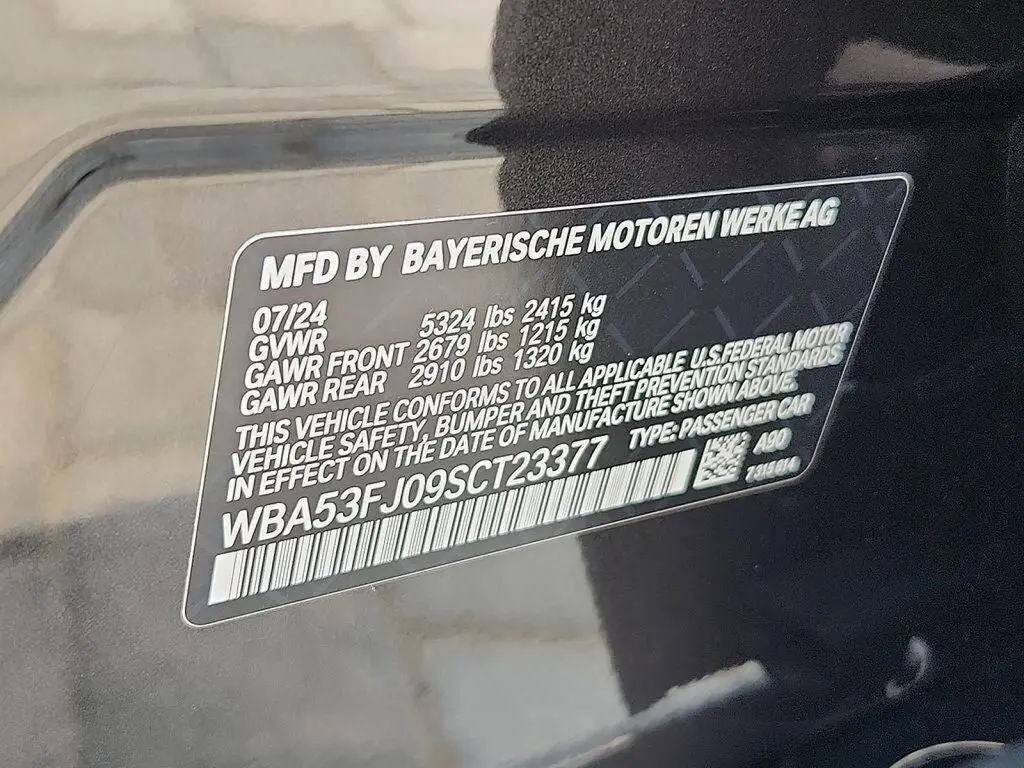 MFD BY BAYERISCHE MOTOREN WERKE AG
07/24
GVWR 5324 lbs 2415 kg
GAWR FRONT 2679 lbs 1215 kg
GAWR REAR 2910 lbs 1320 kg
THIS VEHICLE CONFORMS TO ALL APPLICABLE U.S.FEDERAL MOTOR
VEHICLE SAFETY, BUMPER AND THEFT PREVENTION STANDARDS
IN EFFECT ON THE DATE OF MANUFACTURE SHOWN ABOVE.
WBA53FJ09SCT23377 TYPE: PASSENGER CAR
A90